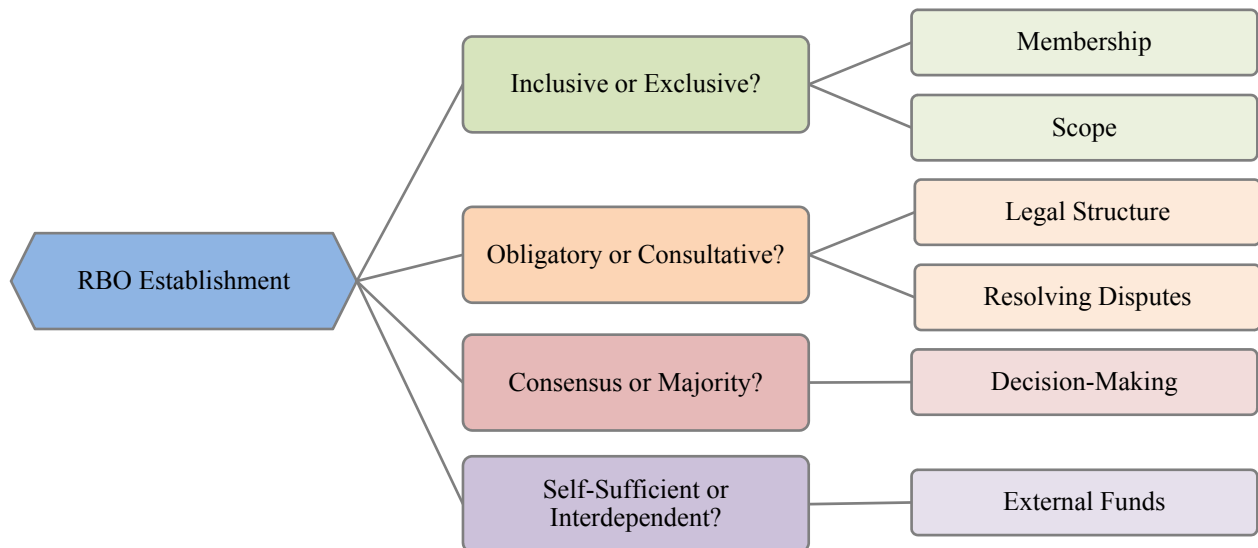 RBO Establishment
Inclusive or Exclusive?
Membership
Scope
Obligatory or Consultative?
Legal Structure
Resolving Disputes
Consensus or Majority?
Decision-Making
Self-Sufficient or
Interdependent?
External Funds